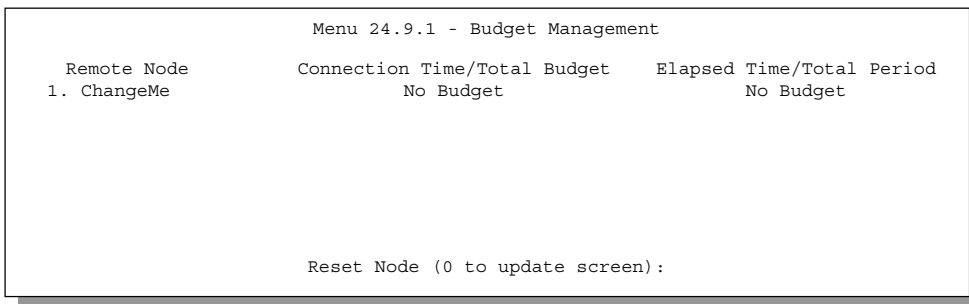 Menu 24.9.1 - Budget Management
Remote Node Connection Time/Total Budget Elapsed Time/Total Period
1. ChangeMe No Budget No Budget
Reset Node (0 to update screen):